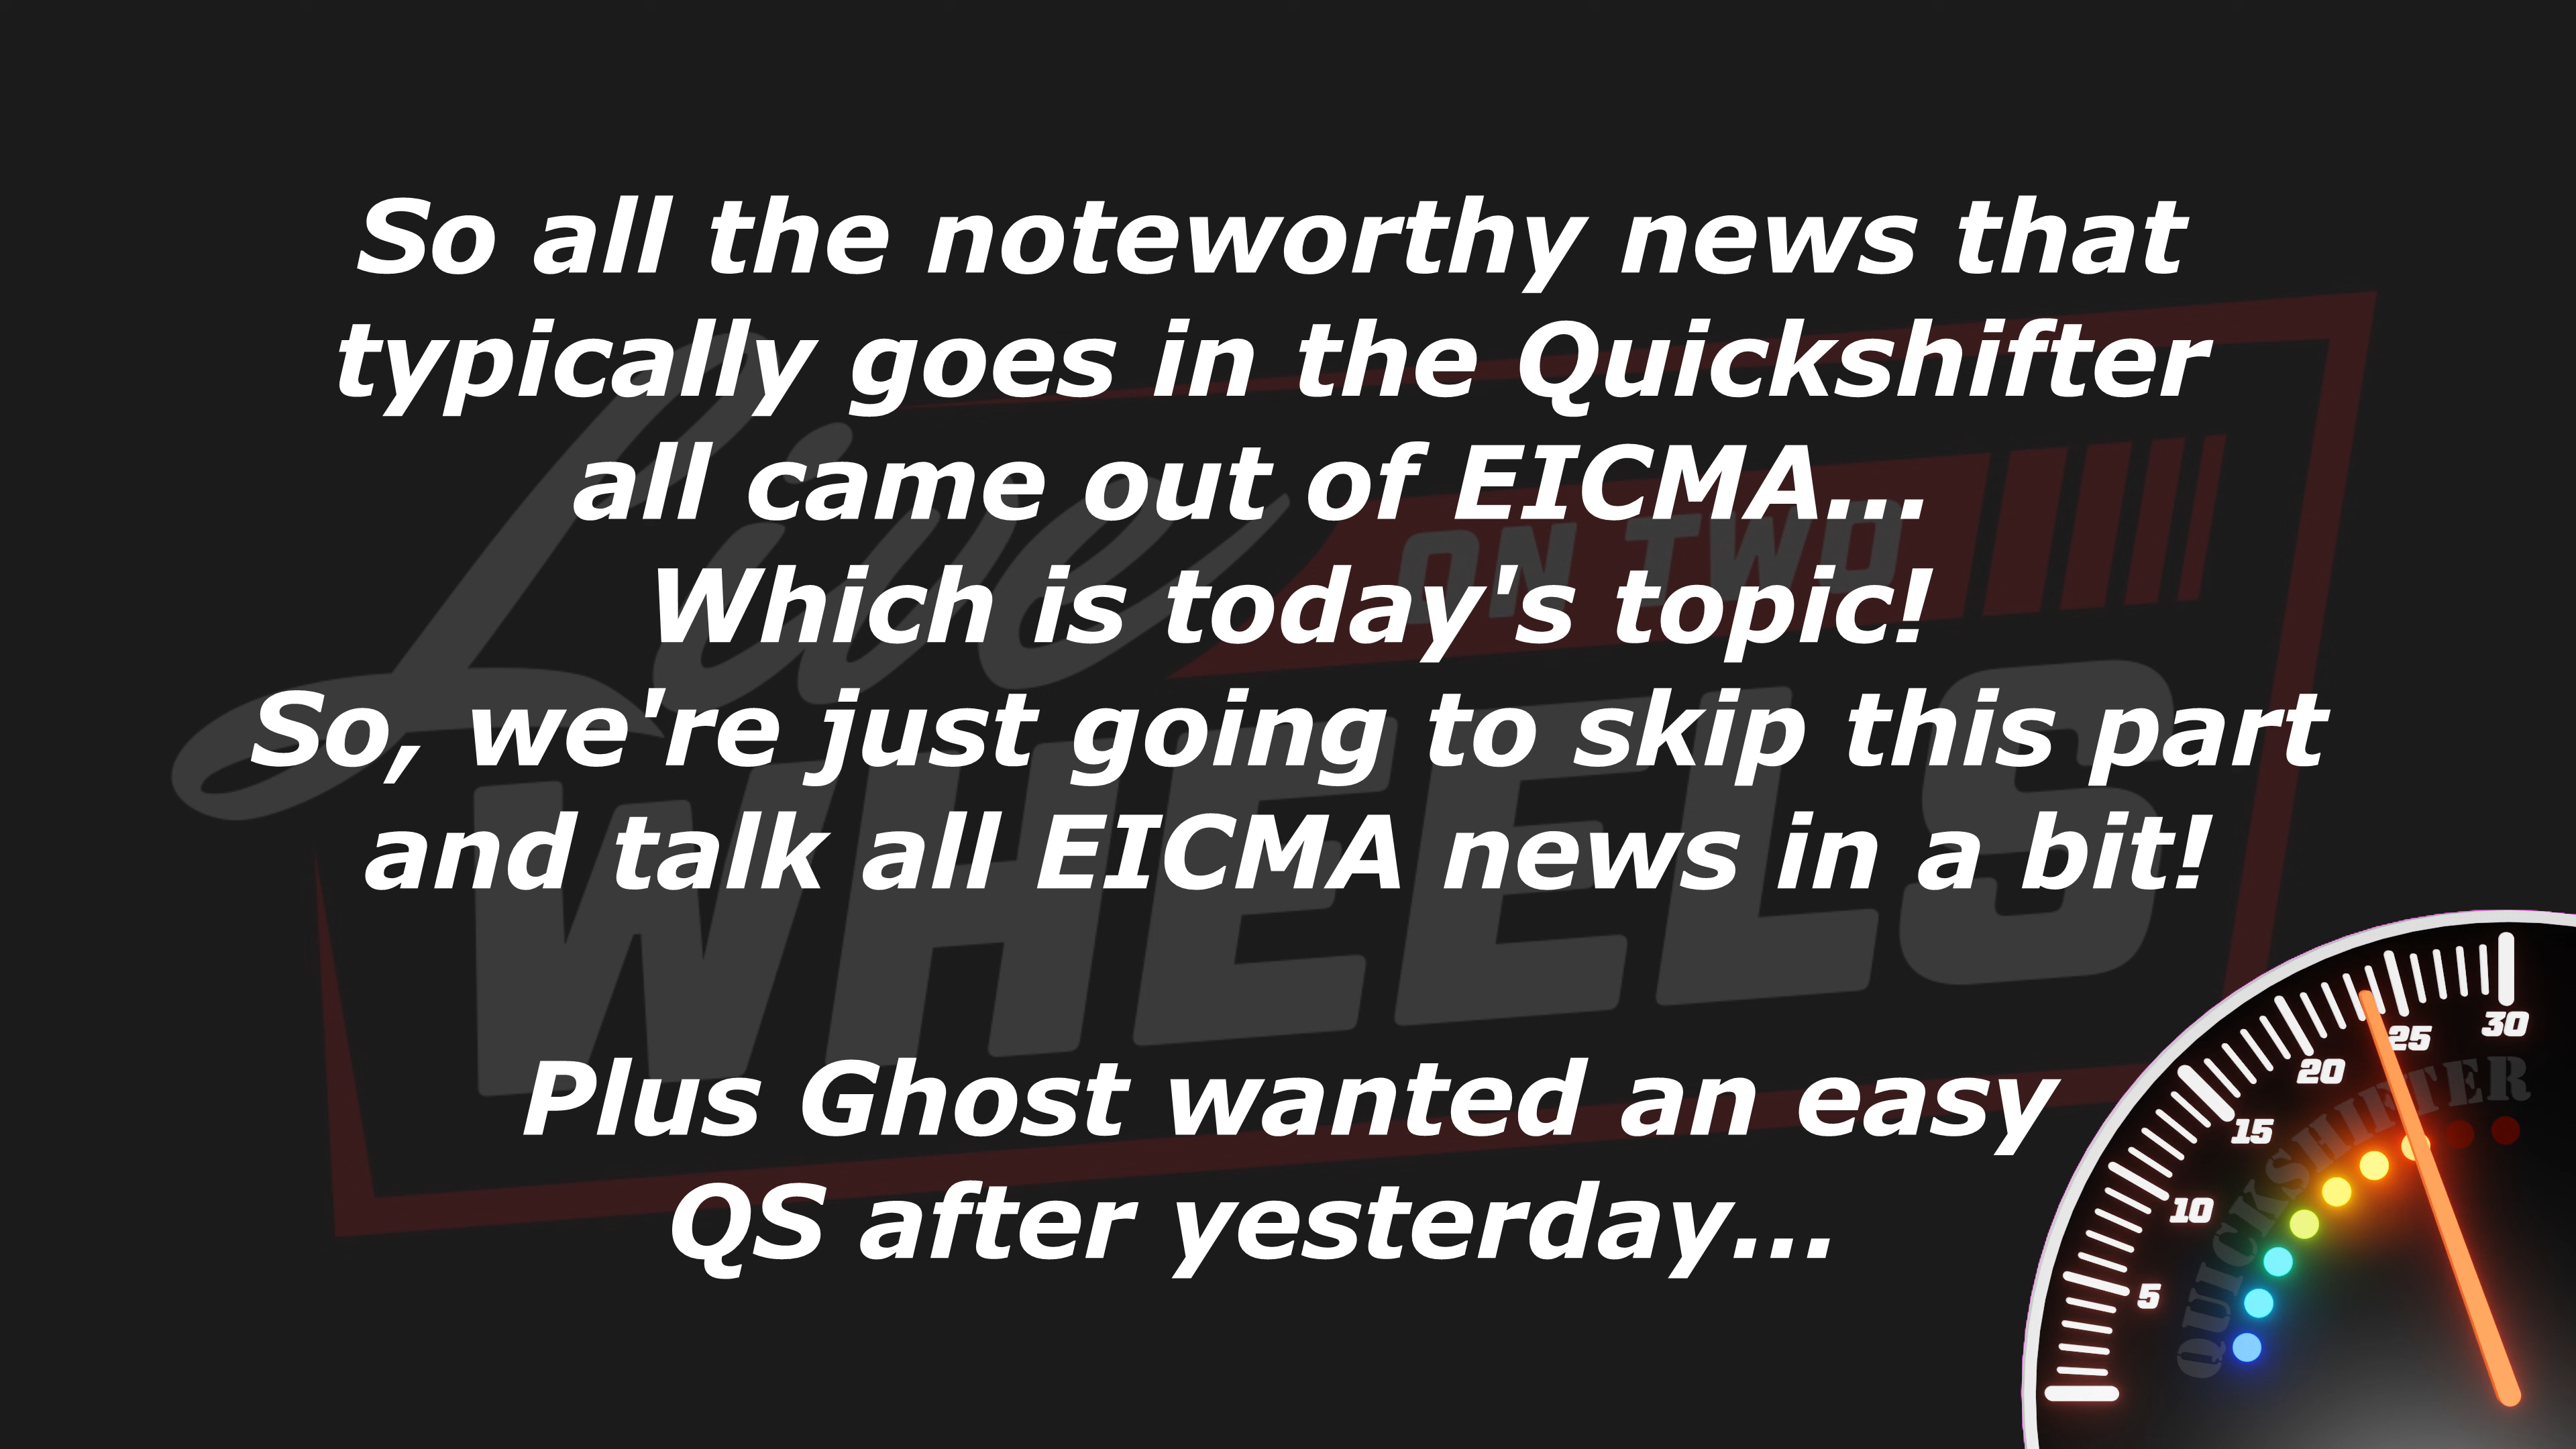 So all the noteworthy news that
typically goes in the Quickshifter
all came out of EICMA...
Which is today's topic!
So, we're just going to skip this part
and talk all EICMA news in a bit!
Plus Ghost wanted an easy
QS after yesterday...
Live
ON TWO
WHEELS
5
10
15
20
25
30
QUICKSHIFTER